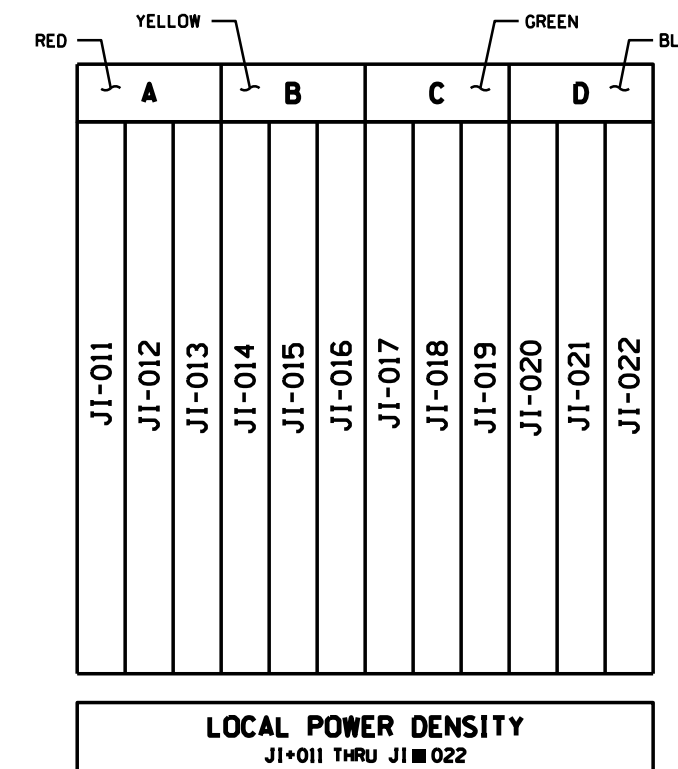 YELLOW
GREEN
RED
BL
A B C D
JI-011
JI-012
JI-013
JI-014
JI-015
JI-016
JI-017
JI-018
JI-019
JI-020
JI-021
JI-022
LOCAL POWER DENSITY
JI+011 THRU JI■022